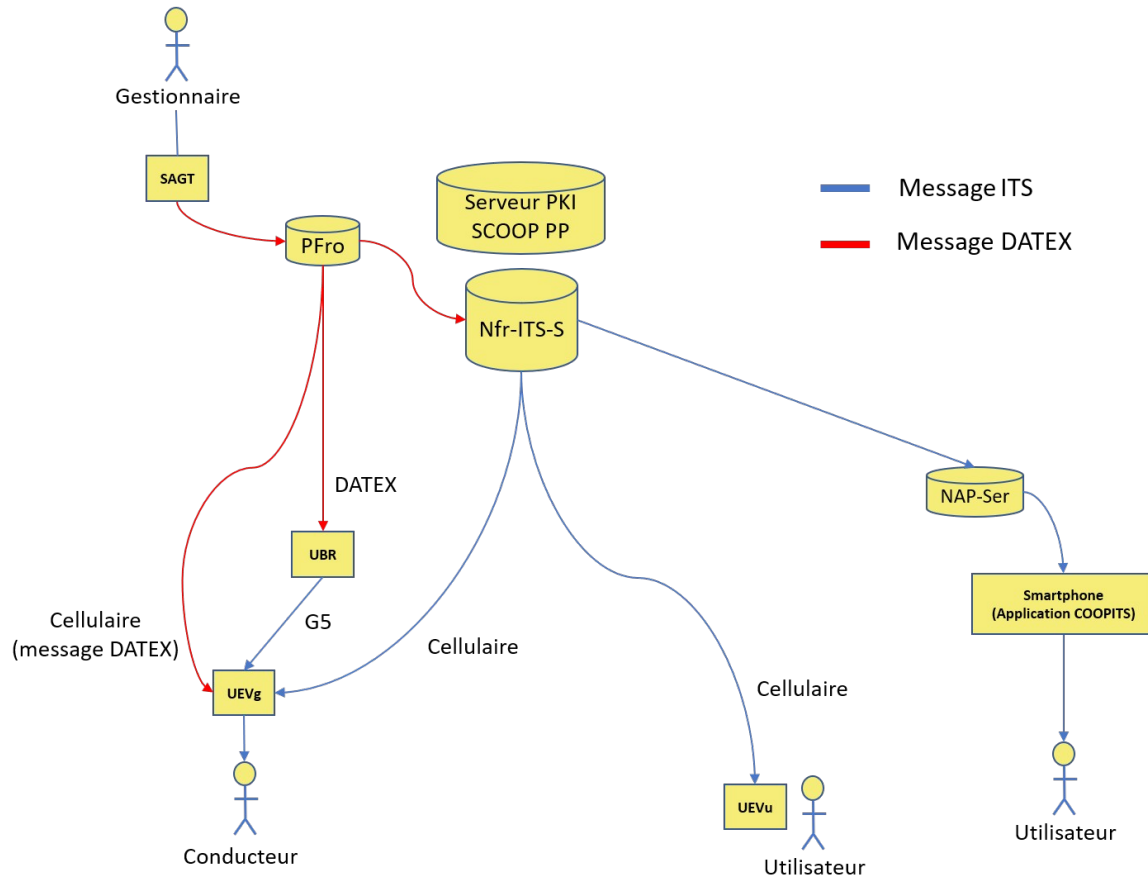 Gestionnaire
SAGT
Serveur PKI
SCOOP PP
Message ITS
Message DATEX
PFro
Nfr-ITS-S
DATEX
NAP-Ser
UBR
Smartphone
(Application COOPITS)
G5
Cellulaire
(message DATEX)
Cellulaire
UEVg
Cellulaire
UEVu
Conducteur
Utilisateur
Utilisateur